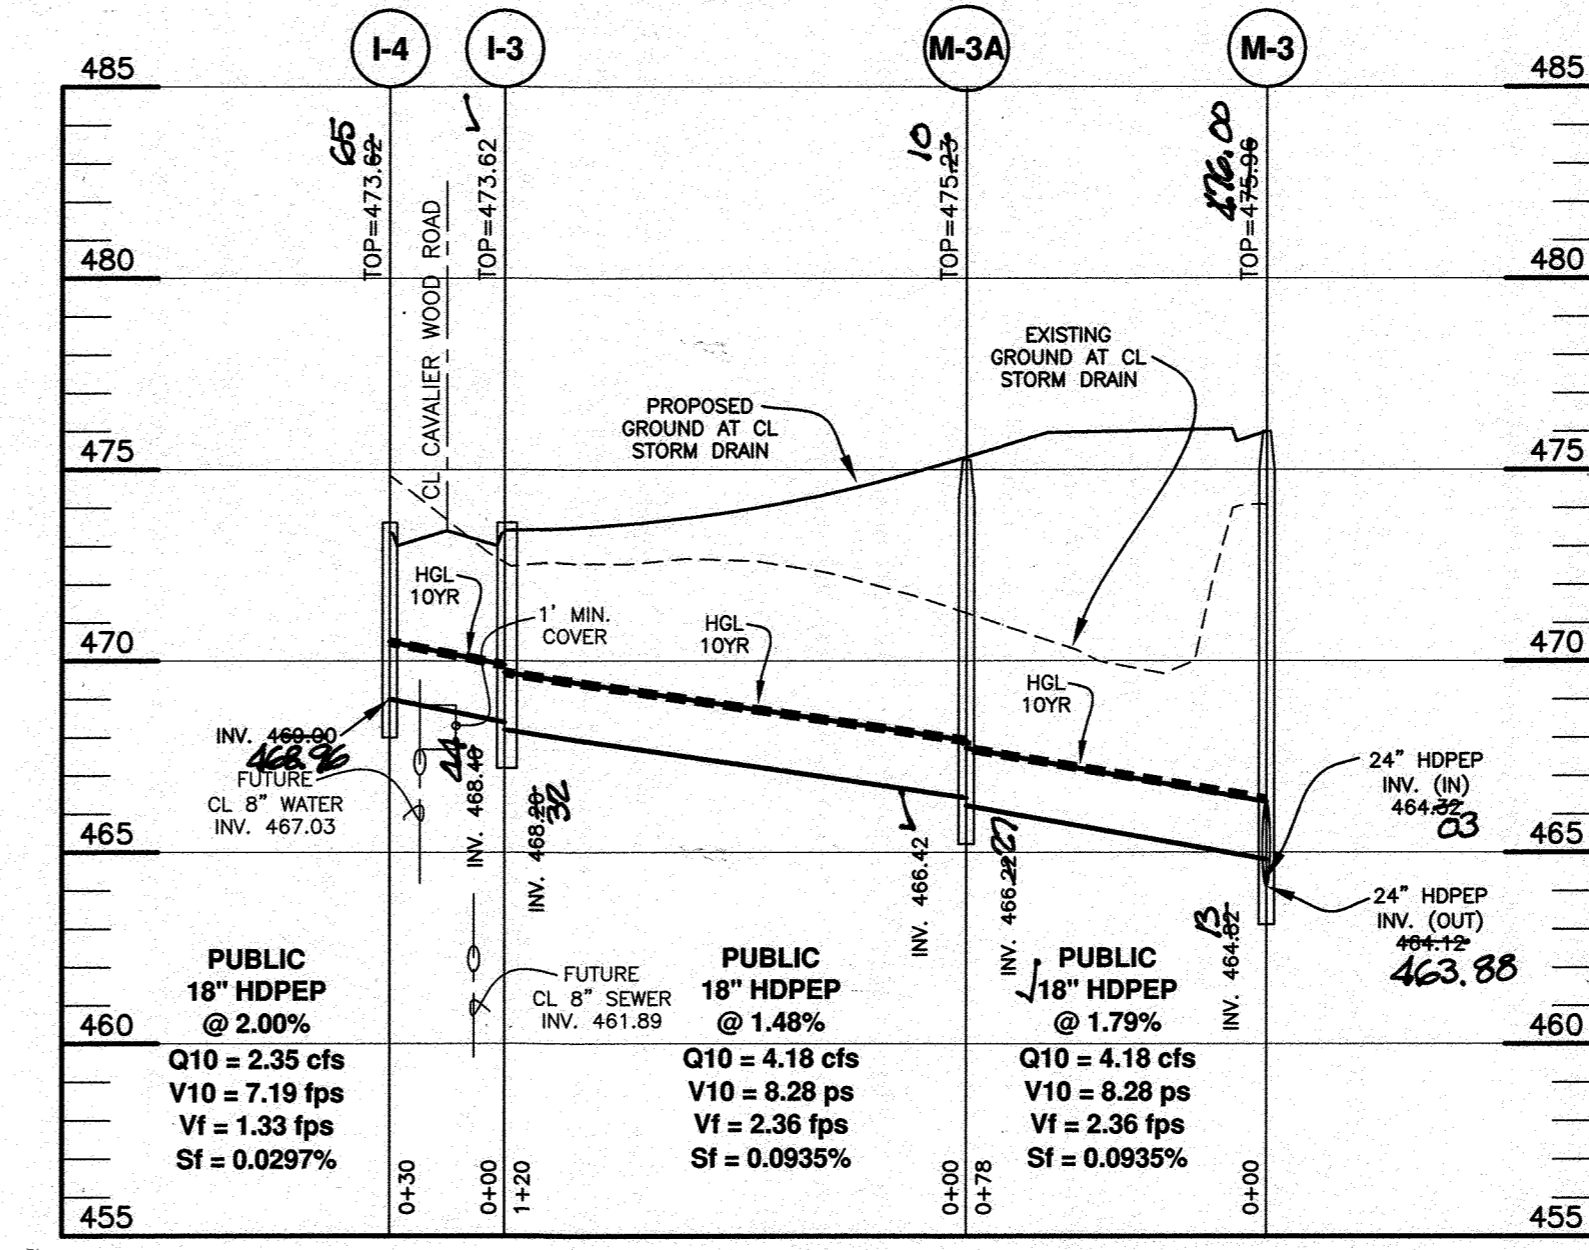 I-4
I-3
M-3A
M-3
485
485
65
TOP=473.62
✓
TOP=473.62
10
TOP=475.23
476.00
TOP=475.96
CL CAVALIER WOOD ROAD
480
480
EXISTING
GROUND AT CL
STORM DRAIN
PROPOSED
GROUND AT CL
STORM DRAIN
475
475
HGL
10YR
1' MIN.
COVER
HGL
10YR
HGL
10YR
470
470
INV. 469.00
468.96
FUTURE
CL 8" WATER
INV. 467.03
44
INV. 468.40
INV. 468.20
32
✓
INV. 466.42
INV. 466.22
27
13
INV. 464.82
24" HDPEP
INV. (IN)
464.32
03
465
465
24" HDPEP
INV. (OUT)
464.12
463.88
FUTURE
CL 8" SEWER
INV. 461.89
460
460
PUBLIC
18" HDPEP
@ 2.00%
Q10 = 2.35 cfs
V10 = 7.19 fps
Vf = 1.33 fps
Sf = 0.0297%
PUBLIC
18" HDPEP
@ 1.48%
Q10 = 4.18 cfs
V10 = 8.28 ps
Vf = 2.36 fps
Sf = 0.0935%
PUBLIC
✓18" HDPEP
@ 1.79%
Q10 = 4.18 cfs
V10 = 8.28 ps
Vf = 2.36 fps
Sf = 0.0935%
0+30
0+00
1+20
0+00
0+78
0+00
455
455